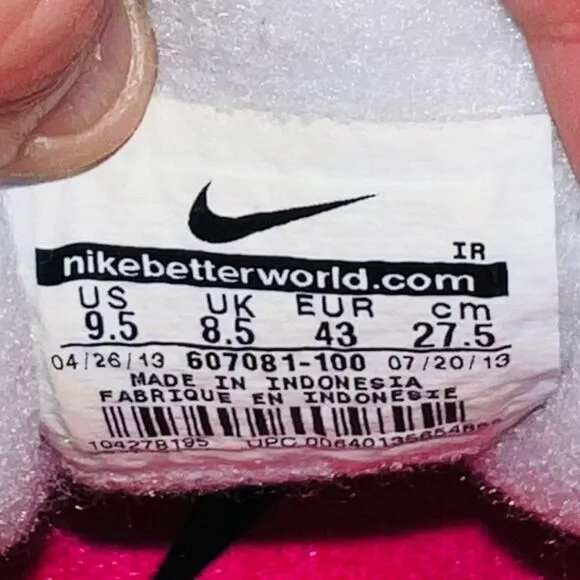 IR
nikebetterworld.com
US UK EUR cm
9.5 8.5 43 27.5
04/26/13 607081-100 07/20/13
MADE IN INDONESIA
FABRIQUE EN INDONESIE
104278195 UPC